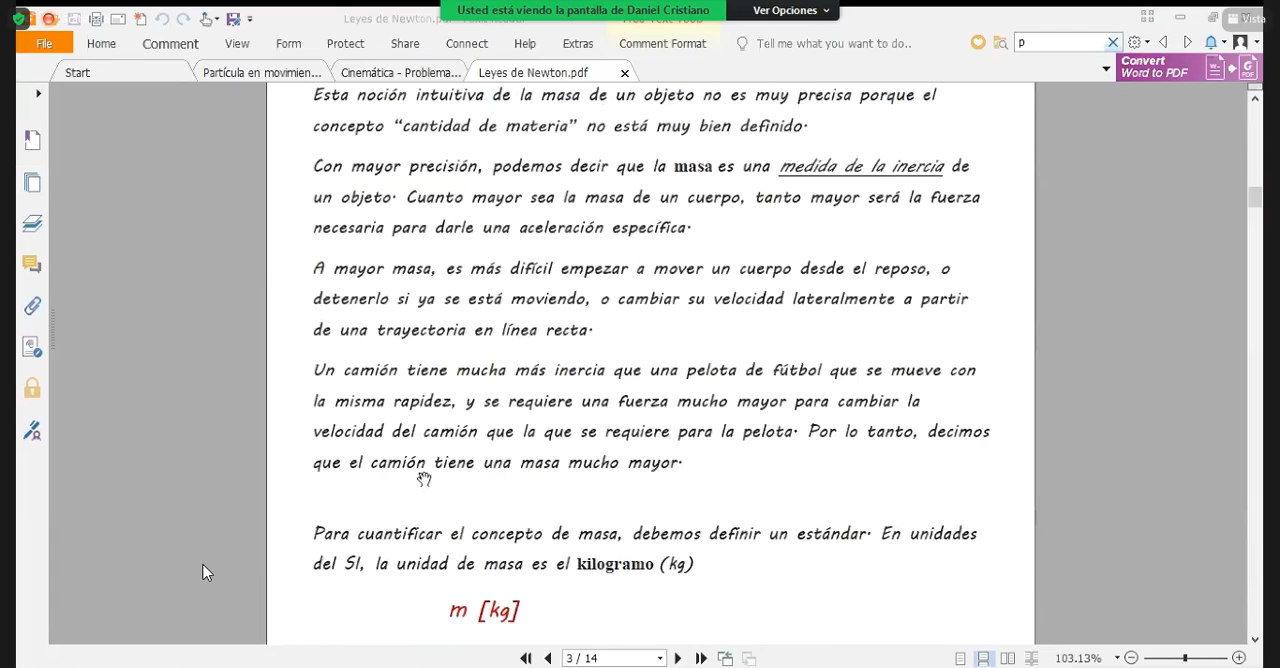 Usted está viendo la pantalla de Daniel Cristiano
Ver Opciones
Leyes de Newton.p
Vista
File Home Comment View Form Protect Share Connect Help Extras Comment Format Tell me what you want to do.. p
Start Partícula en movimien... Cinemática - Problema... Leyes de Newton.pdf Convert
Word to PDF
Esta noción intuitiva de la masa de un objeto no es muy precisa porque el
concepto “cantidad de materia” no está muy bien definido.
Con mayor precisión, podemos decir que la masa es una medida de la inercia de
un objeto. Cuanto mayor sea la masa de un cuerpo, tanto mayor será la fuerza
necesaria para darle una aceleración específica.
A mayor masa, es más difícil empezar a mover un cuerpo desde el reposo, o
detenerlo si ya se está moviendo, o cambiar su velocidad lateralmente a partir
de una trayectoria en línea recta.
Un camión tiene mucha más inercia que una pelota de fútbol que se mueve con
la misma rapidez, y se requiere una fuerza mucho mayor para cambiar la
velocidad del camión que la que se requiere para la pelota. Por lo tanto, decimos
que el camión tiene una masa mucho mayor.
Para cuantificar el concepto de masa, debemos definir un estándar. En unidades
del SI, la unidad de masa es el kilogramo (kg)
m [kg]
3 / 14 103.13%